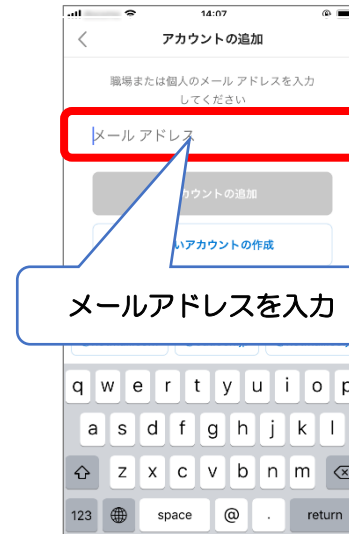 14:07
アカウントの追加
職場または個人のメール アドレスを入力
してください
メール アドレス
カウントの追加
いアカウントの作成
メールアドレスを入力
q w e r t y u i o p
a s d f g h j k l
z x c v b n m
123 space @ . return